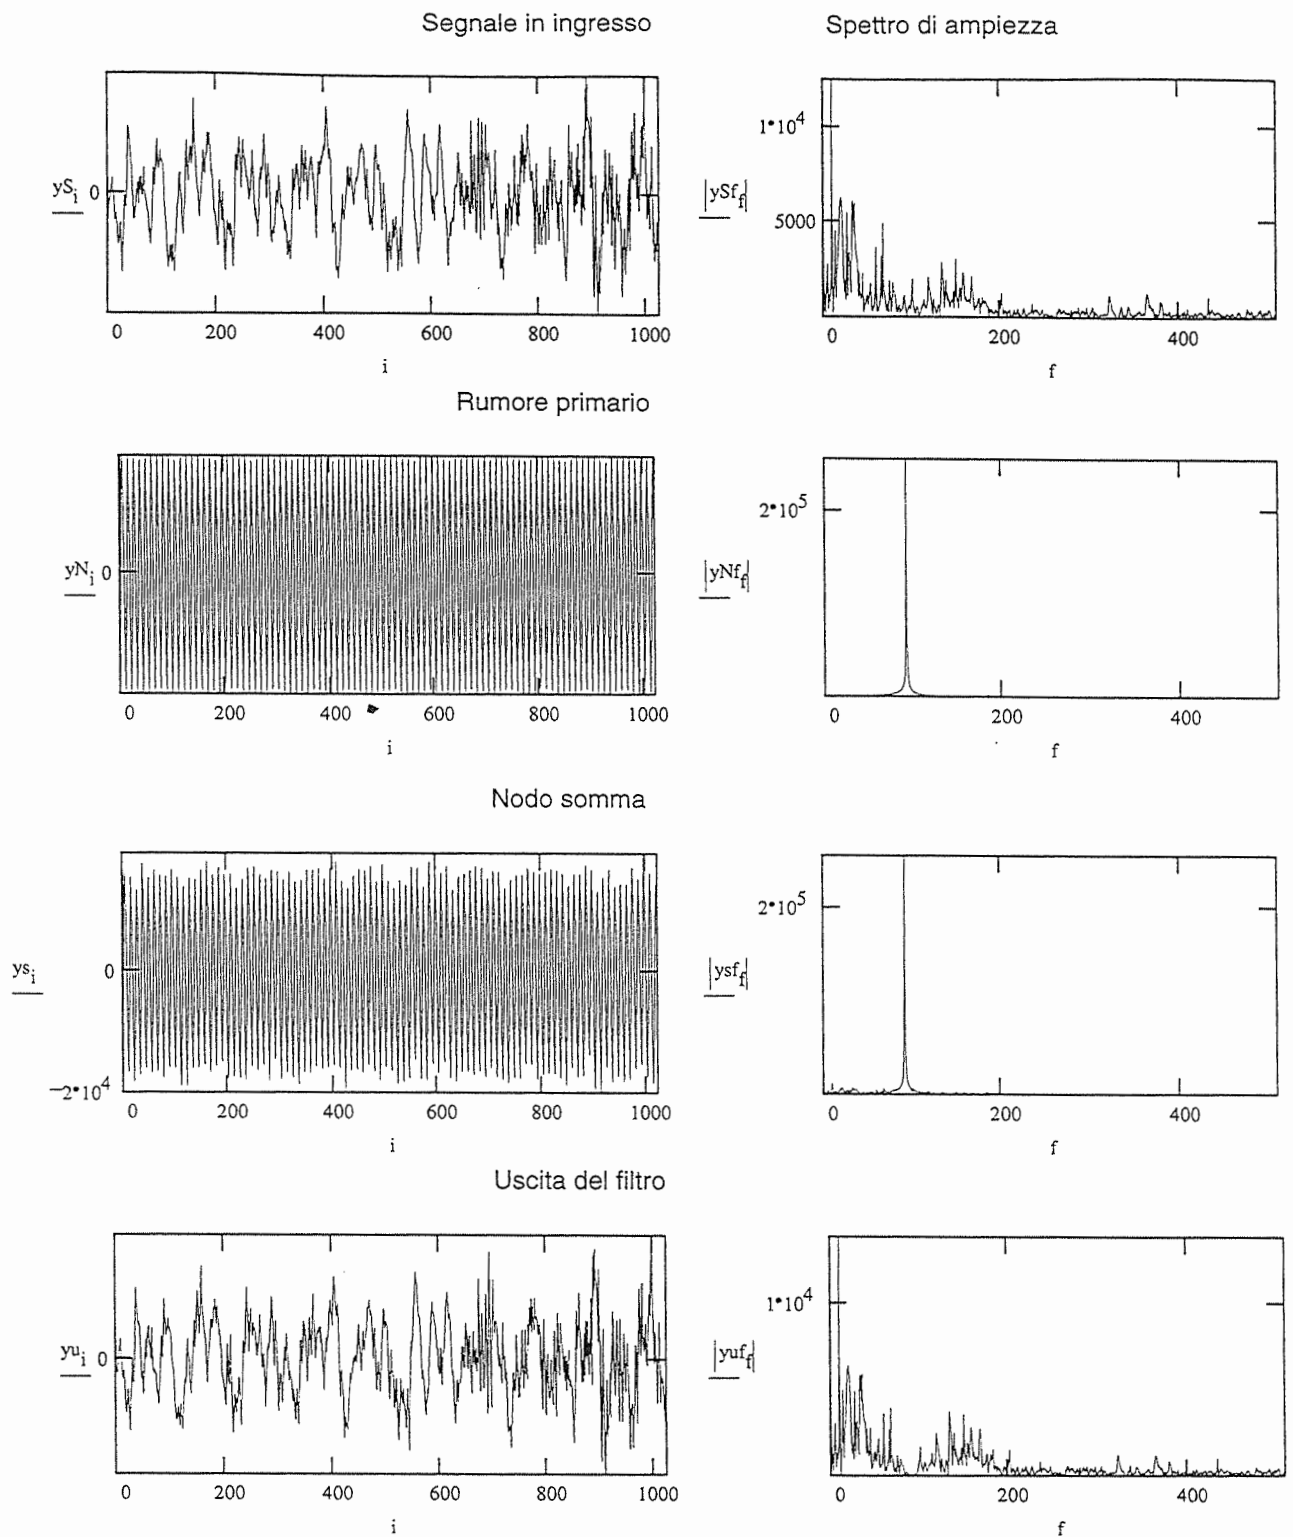 Segnale in ingresso
Spettro di ampiezza
yS_i 0
0 200 400 600 800 1000
i
1•10^4
|ySf_f|
5000
0 200 400
f
Rumore primario
yN_i 0
0 200 400 600 800 1000
i
2•10^5
|yNf_f|
0 200 400
f
Nodo somma
ys_i 0
−2•10^4
0 200 400 600 800 1000
i
2•10^5
|ysf_f|
0 200 400
f
Uscita del filtro
yu_i 0
0 200 400 600 800 1000
i
1•10^4
|yuf_f|
0 200 400
f